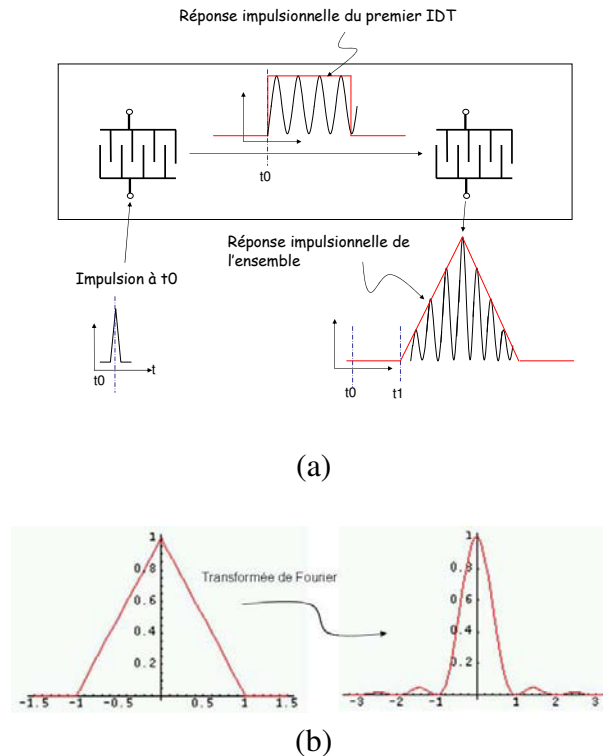 Réponse impulsionnelle du premier IDT
t0
Réponse impulsionnelle de
l'ensemble
Impulsion à t0
t0
t
t0
t1
(a)
1
0.8
0.6
0.4
0.2
-1.5
-1
-0.5
0.5
1
1.5
Transformée de Fourier
1
0.8
0.6
0.4
0.2
-3
-2
-1
1
2
3
(b)